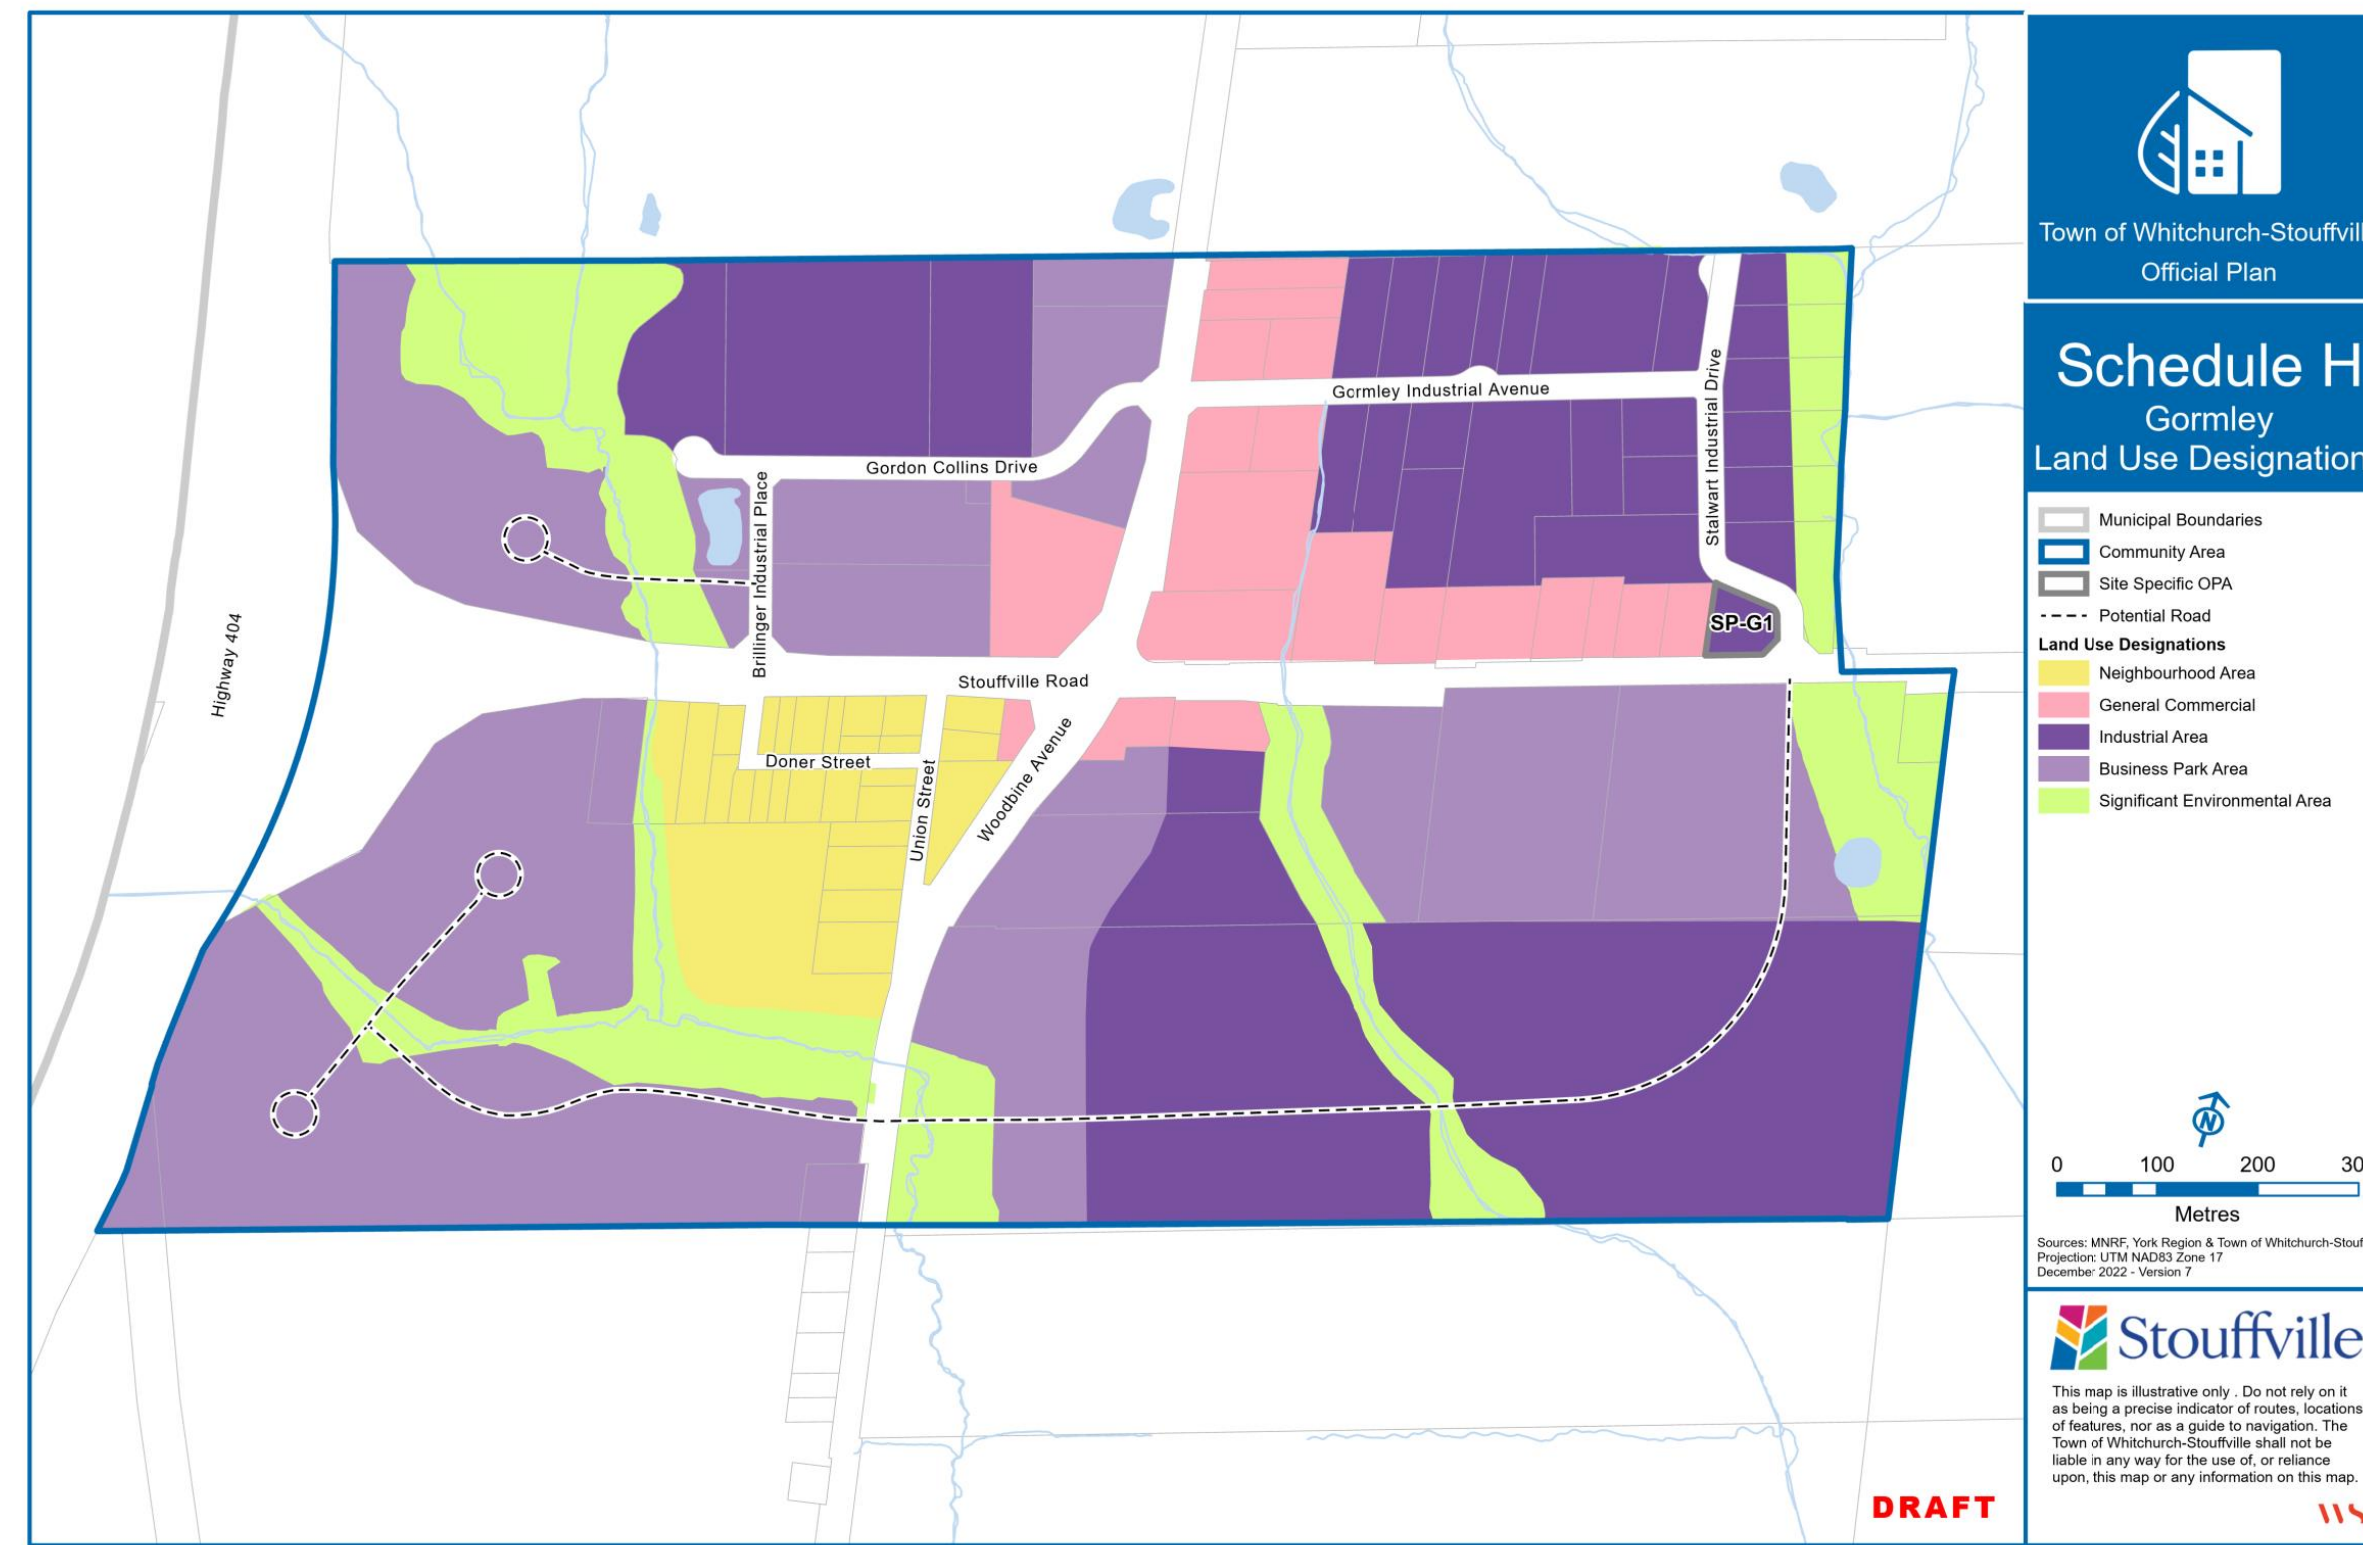 Town of Whitchurch-Stouffvill
Official Plan
Schedule H
Gormley
Land Use Designation
Municipal Boundaries
Community Area
Site Specific OPA
Potential Road
Land Use Designations
Neighbourhood Area
General Commercial
Industrial Area
Business Park Area
Significant Environmental Area
Gormley Industrial Avenue
Stalwart Industrial Drive
Gordon Collins Drive
Brillinger Industrial Place
SP-G1
Highway 404
Stouffville Road
Doner Street
Union Street
Woodbine Avenue
N
0 100 200 30
Metres
Sources: MNRF, York Region & Town of Whitchurch-Stouf
Projection: UTM NAD83 Zone 17
December 2022 - Version 7
Stouffville
This map is illustrative only . Do not rely on it
as being a precise indicator of routes, locations
of features, nor as a guide to navigation. The
Town of Whitchurch-Stouffville shall not be
liable in any way for the use of, or reliance
upon, this map or any information on this map.
DRAFT